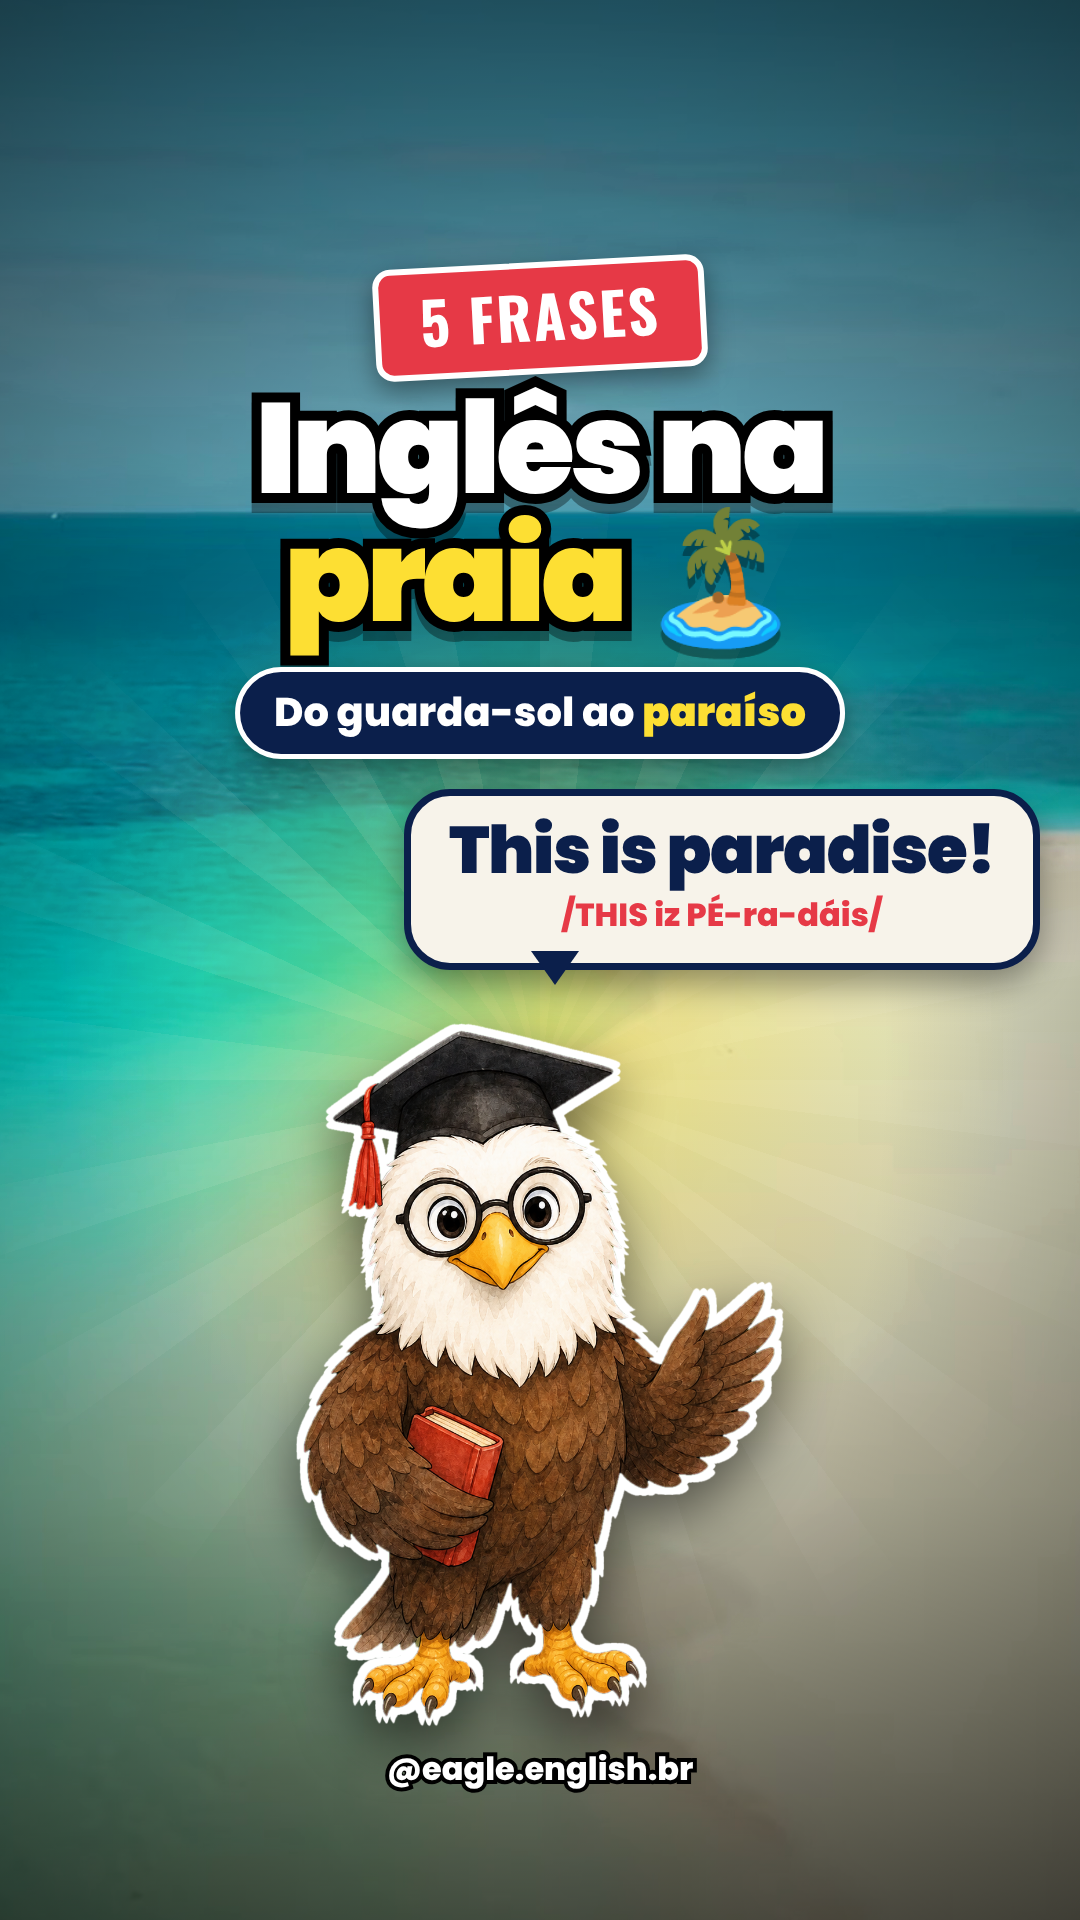 5 FRASES
Inglês na
praia
Do guarda-sol ao paraíso
This is paradise!
/THIS iz PÉ-ra-dáis/
@eagle.english.br